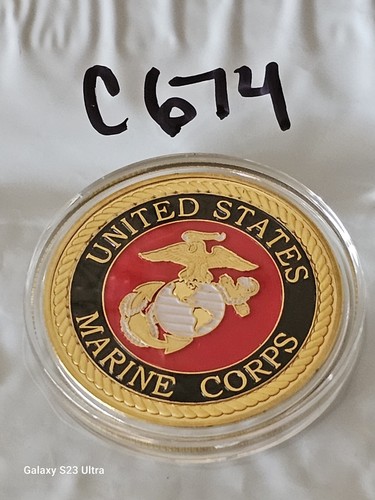 C674
UNITED STATES
MARINE CORPS
Galaxy S23 Ultra